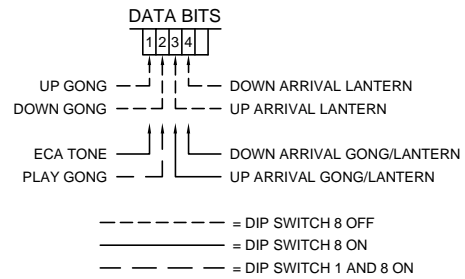 DATA BITS
1 2 3 4
UP GONG DOWN ARRIVAL LANTERN
DOWN GONG UP ARRIVAL LANTERN
ECA TONE DOWN ARRIVAL GONG/LANTERN
PLAY GONG UP ARRIVAL GONG/LANTERN
= DIP SWITCH 8 OFF
= DIP SWITCH 8 ON
= DIP SWITCH 1 AND 8 ON